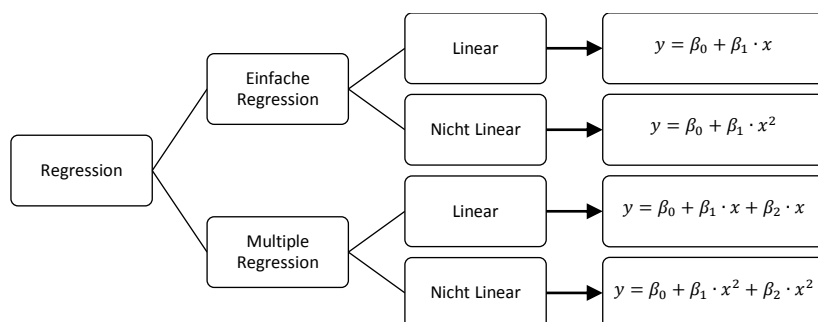 Regression
Einfache
Regression
Linear
y = β₀ + β₁ · x
Nicht Linear
y = β₀ + β₁ · x²
Multiple
Regression
Linear
y = β₀ + β₁ · x + β₂ · x
Nicht Linear
y = β₀ + β₁ · x² + β₂ · x²